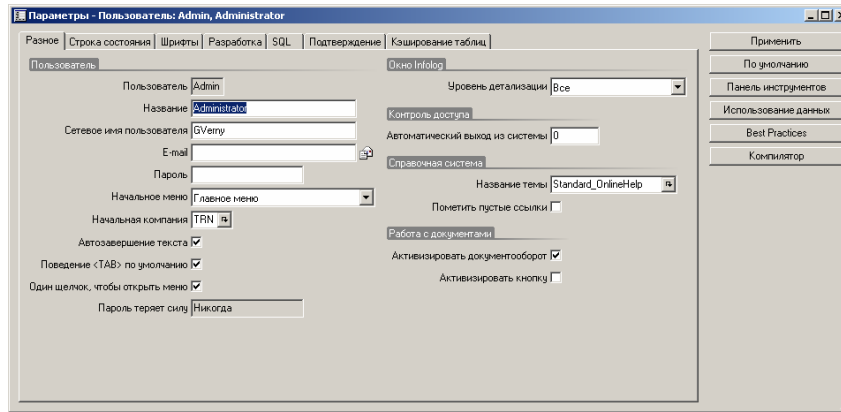 Параметры - Пользователь: Admin, Administrator
Разное Строка состояния Шрифты Разработка SQL Подтверждение Кэширование таблиц
Пользователь
Пользователь Admin
Название Administrator
Сетевое имя пользователя GVerny
E-mail
Пароль
Начальное меню Главное меню
Начальная компания TRN
Автозавершение текста
Поведение <TAB> по умолчанию
Один щелчок, чтобы открыть меню
Пароль теряет силу Никогда
Окно Infolog
Уровень детализации Все
Контроль доступа
Автоматический выход из системы 0
Справочная система
Название темы Standard_OnlineHelp
Пометить пустые ссылки
Работа с документами
Активизировать документооборот
Активизировать кнопку
Применить
По умолчанию
Панель инструментов
Использование данных
Best Practices
Компилятор